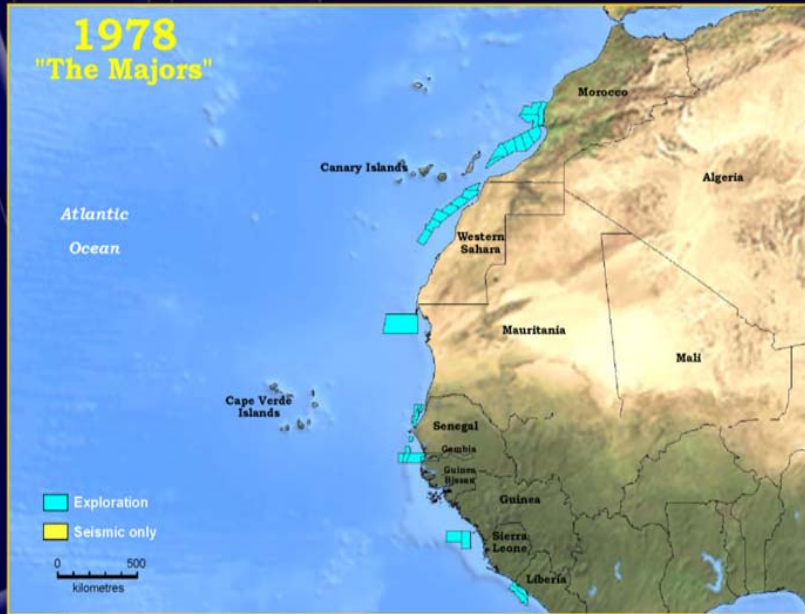 1978
"The Majors"
Morocco
Canary Islands
Algeria
Atlantic
Ocean
Western
Sahara
Mauritania
Mali
Cape Verde
Islands
Senegal
Gambia
Guinea
Bissau
Guinea
Exploration
Seismic only
Sierra
Leone
Liberia
0 500
kilometres